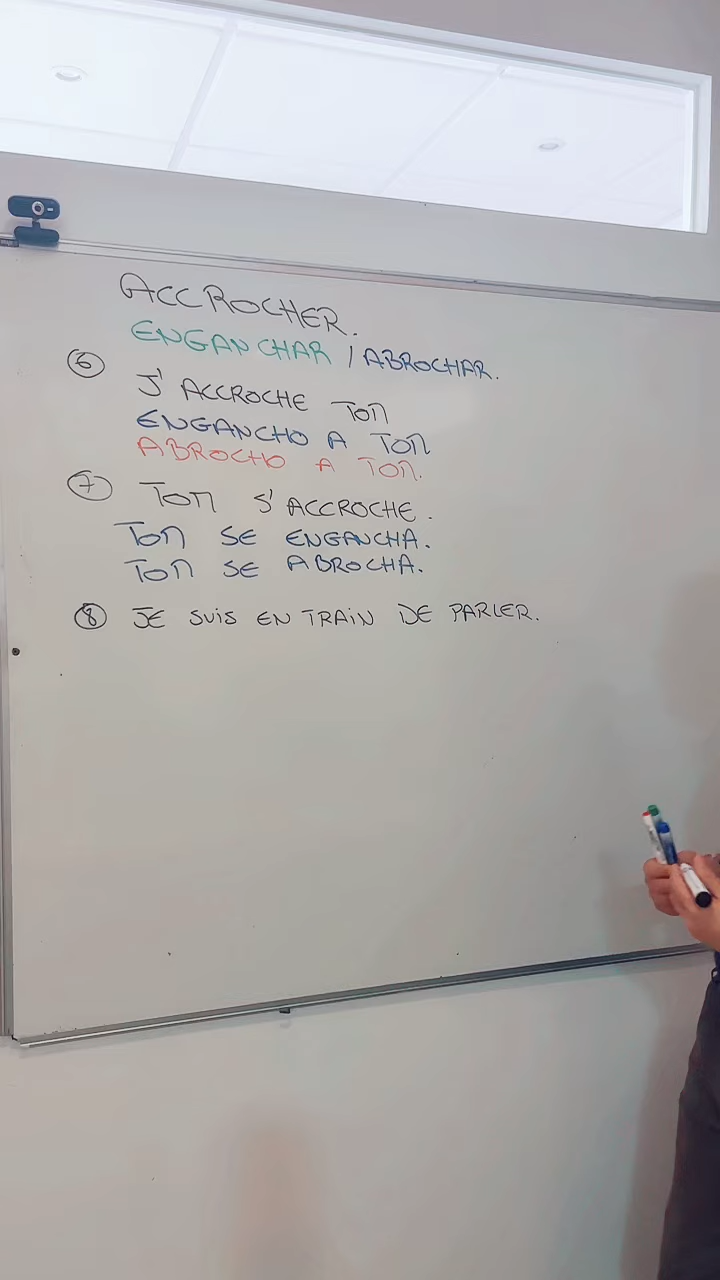 ACCROCHER.
ENGANCHAR / ABROCHAR.
6 J' ACCROCHE TOM
ENGANCHO A TOM
ABROCHO A TOM.
7 TOM S'ACCROCHE.
TOM SE ENGANCHA.
TOM SE ABROCHA.
8 JE SUIS EN TRAIN DE PARLER.